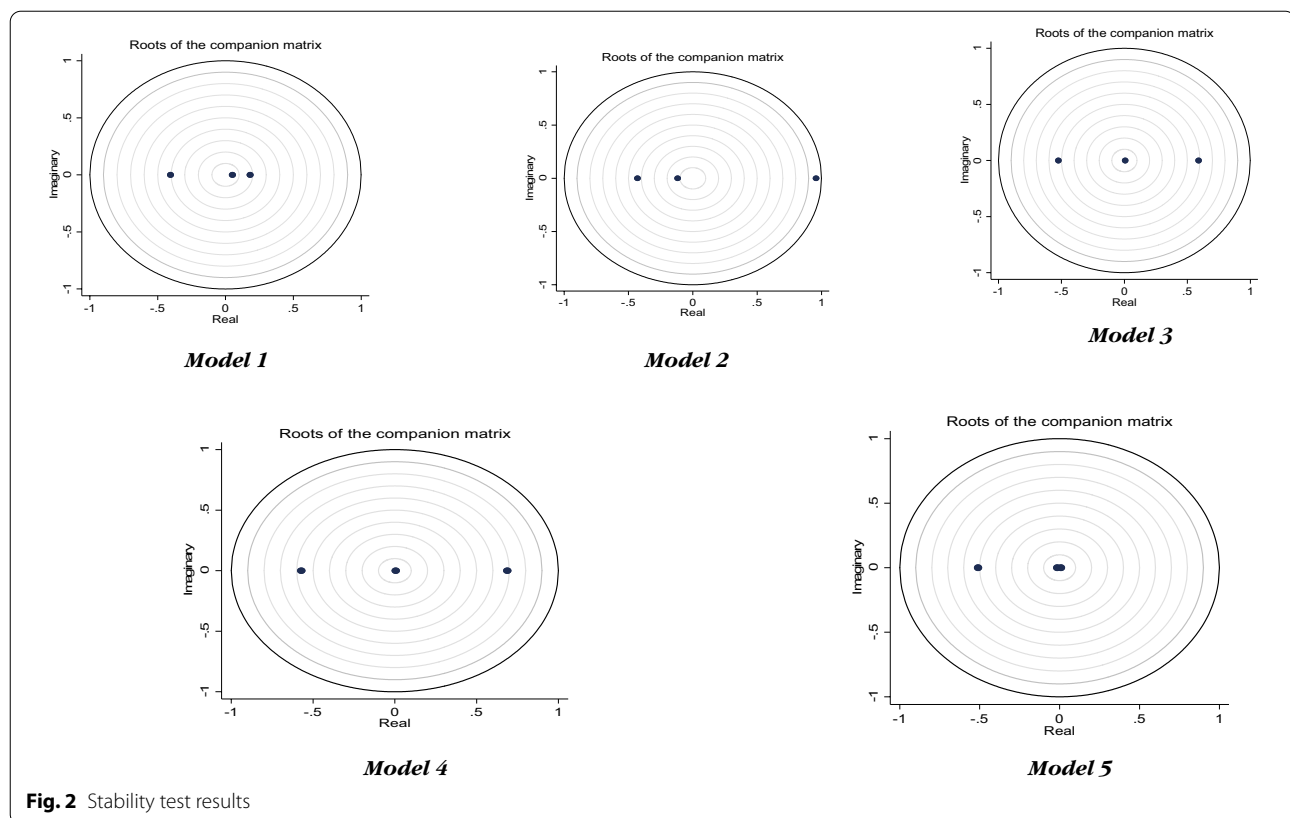 Roots of the companion matrix
Imaginary
1
.5
0
-.5
-1
-1
-.5
0
.5
1
Real
Model 1
Roots of the companion matrix
Imaginary
1
.5
0
-.5
-1
-1
-.5
0
.5
1
Real
Model 2
Roots of the companion matrix
Imaginary
1
.5
0
-.5
-1
-1
-.5
0
.5
1
Real
Model 3
Roots of the companion matrix
Imaginary
1
.5
0
-.5
-1
-1
-.5
0
.5
1
Real
Model 4
Roots of the companion matrix
Imaginary
1
.5
0
-.5
-1
-1
-.5
0
.5
1
Real
Model 5
Fig. 2 Stability test results